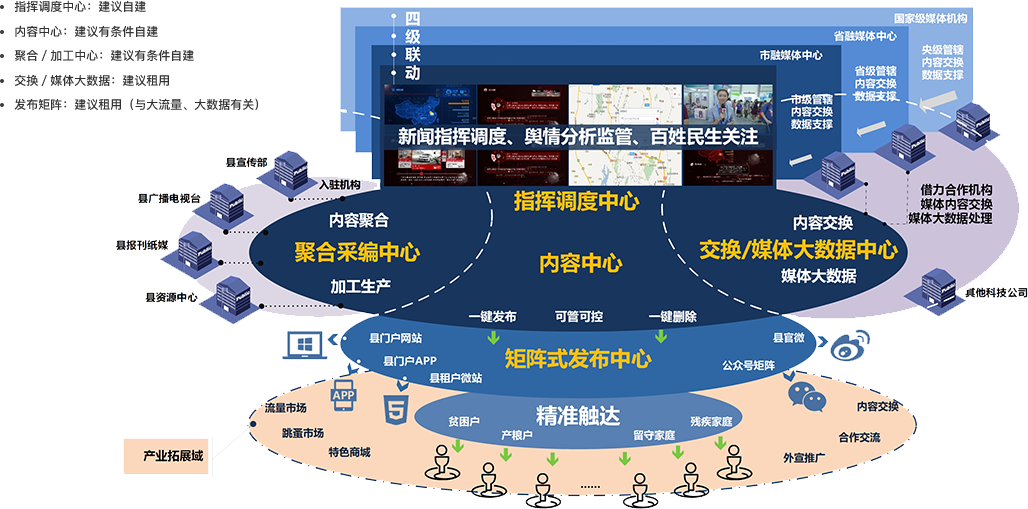 指挥调度中心：建议自建
内容中心：建议有条件自建
聚合 / 加工中心：建议有条件自建
交换 / 媒体大数据：建议租用
发布矩阵：建议租用（与大流量、大数据有关）
四级联动
国家级媒体机构
省融媒体中心
市融媒体中心
央级管辖
内容交换
数据支撑
省级管辖
内容交换
数据支撑
市级管辖
内容交换
数据支撑
新闻指挥调度、舆情分析监管、百姓民生关注
县宣传部
入驻机构
县广播电视台
县报刊纸媒
县资源中心
指挥调度中心
内容聚合
聚合采编中心
加工生产
内容中心
内容交换
交换/媒体大数据中心
媒体大数据
借力合作机构
媒体内容交换
媒体大数据处理
其他科技公司
一键发布
可管可控
一键删除
县门户网站
县门户APP
县租户微站
矩阵式发布中心
县官微
公众号矩阵
APP
5
精准触达
贫困户
产粮户
留守家庭
残疾家庭
流量市场
跳蚤市场
特色商城
内容交换
合作交流
外宣推广
产业拓展域
......